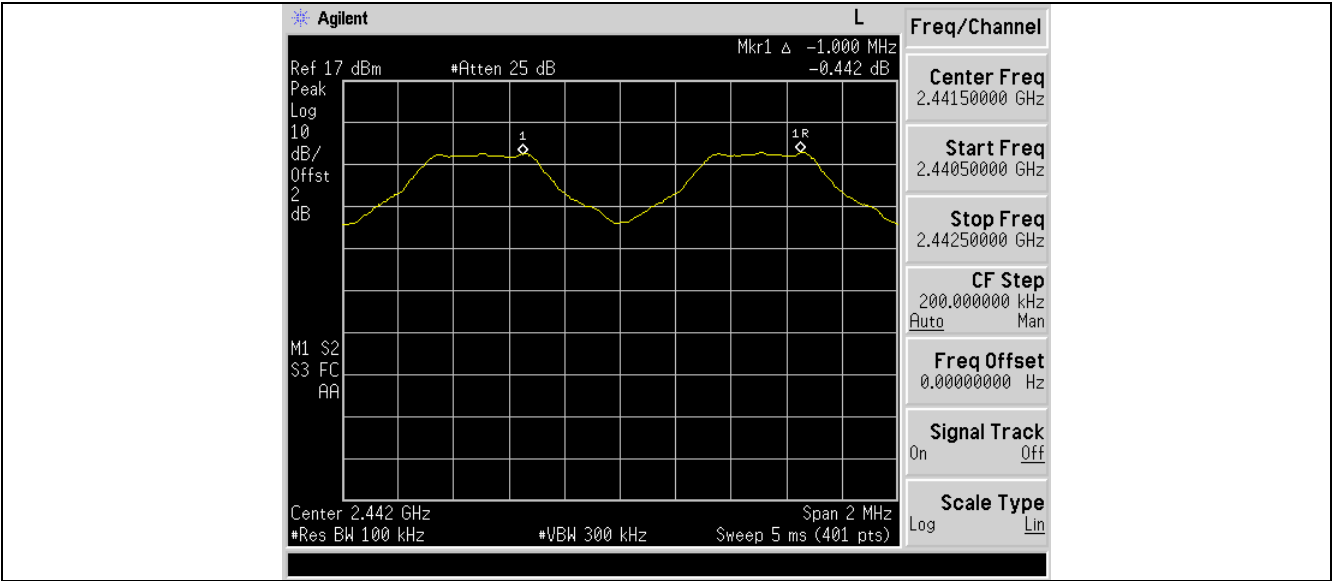 Agilent
L
Mkr1 Δ -1.000 MHz
Ref 17 dBm #Atten 25 dB -0.442 dB
Peak
Log
10
dB/
Offst
2
dB
1
1R
M1 S2
S3 FC
AA
Center 2.442 GHz Span 2 MHz
#Res BW 100 kHz #VBW 300 kHz Sweep 5 ms (401 pts)
Freq/Channel
Center Freq
2.44150000 GHz
Start Freq
2.44050000 GHz
Stop Freq
2.44250000 GHz
CF Step
200.000000 kHz
Auto Man
Freq Offset
0.00000000 Hz
Signal Track
On Off
Scale Type
Log Lin